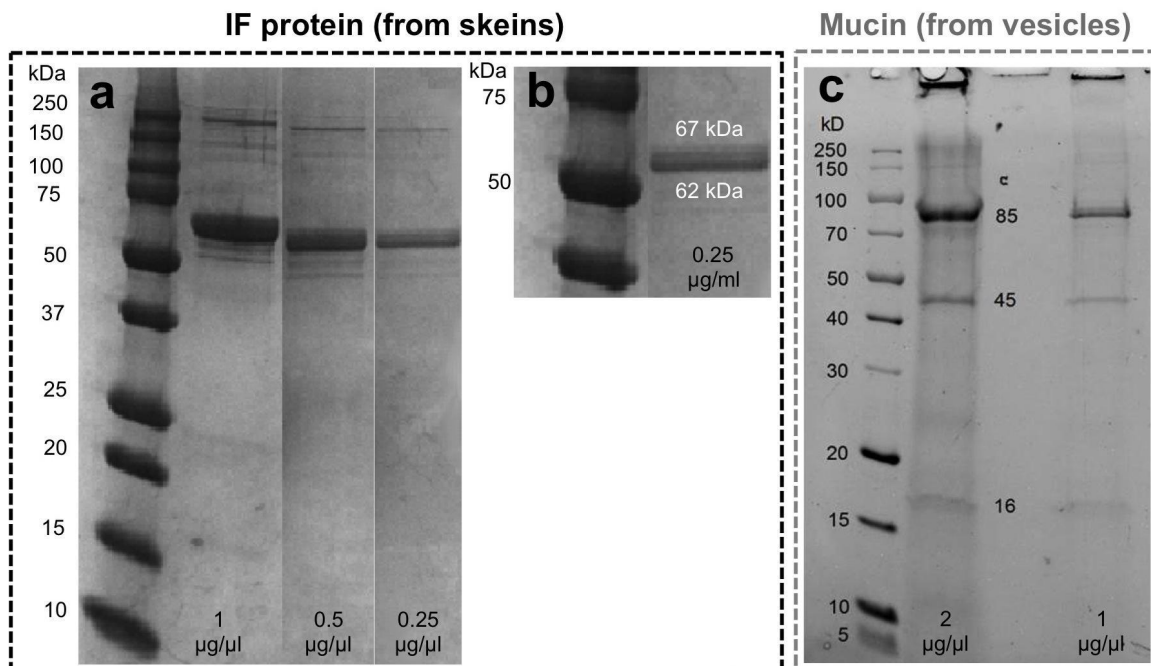 IF protein (from skeins)
Mucin (from vesicles)
a
kDa
250
150
100
75
50
37
25
20
15
10
1
µg/µl
0.5
µg/µl
0.25
µg/µl
b
kDa
75
50
67 kDa
62 kDa
0.25
µg/ml
c
kD
250
150
100
70
50
40
30
20
15
10
5
c
85
45
16
2
µg/µl
1
µg/µl